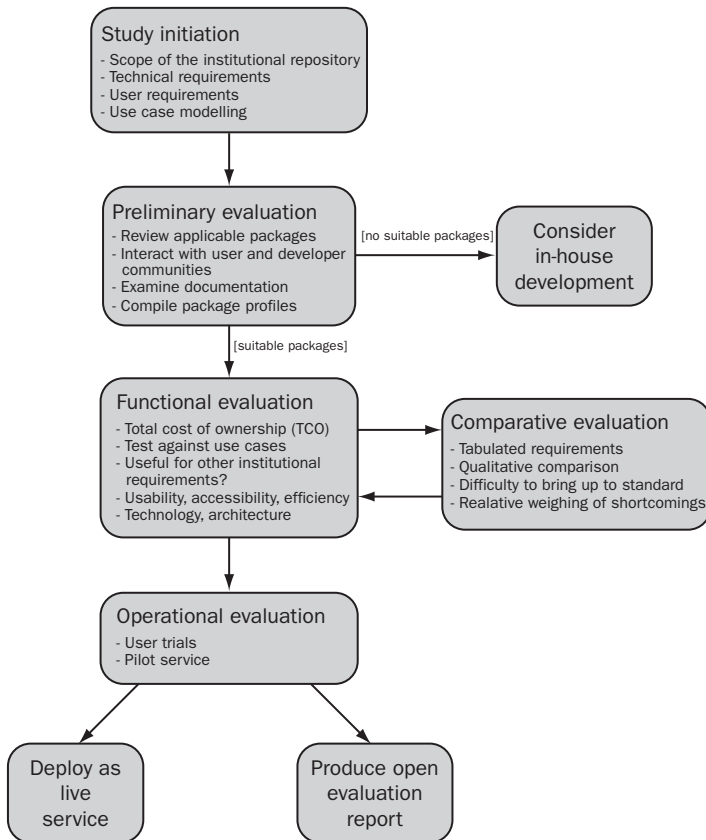 Study initiation
- Scope of the institutional repository
- Technical requirements
- User requirements
- Use case modelling
Preliminary evaluation
- Review applicable packages
- Interact with user and developer
communities
- Examine documentation
- Compile package profiles
[no suitable packages]
Consider
in-house
development
[suitable packages]
Functional evaluation
- Total cost of ownership (TCO)
- Test against use cases
- Useful for other institutional
requirements?
- Usability, accessibility, efficiency
- Technology, architecture
Comparative evaluation
- Tabulated requirements
- Qualitative comparison
- Difficulty to bring up to standard
- Realative weighing of shortcomings
Operational evaluation
- User trials
- Pilot service
Deploy as
live
service
Produce open
evaluation
report